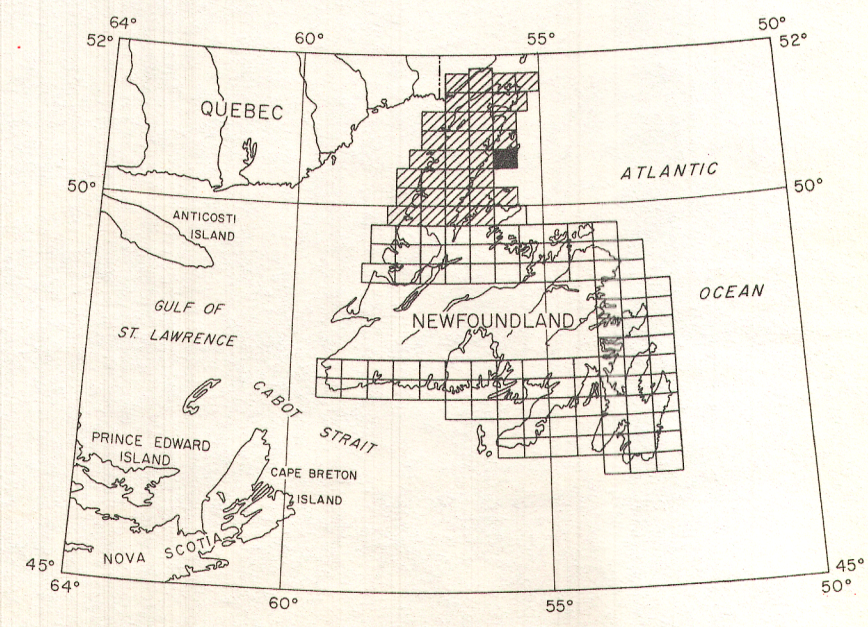 64°
60°
55°
50°
52°
52°
QUEBEC
ATLANTIC
50°
50°
ANTICOSTI
ISLAND
OCEAN
GULF OF
ST. LAWRENCE
NEWFOUNDLAND
CABOT
STRAIT
PRINCE EDWARD
ISLAND
CAPE BRETON
ISLAND
NOVA SCOTIA
45°
45°
64°
60°
55°
50°